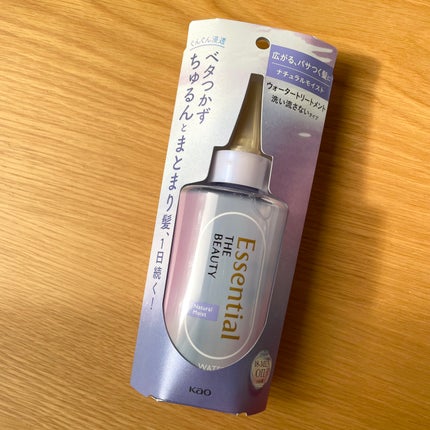 ぐんぐん浸透
ベタつかず
ちゅるんとまとまり髪、1日続く!
広がる、パサつく髪に
ナチュラルモイスト
ウォータートリートメント
洗い流さないタイプ
Essential
THE
BEAUTY
Natural
Moist
WATE
Kao